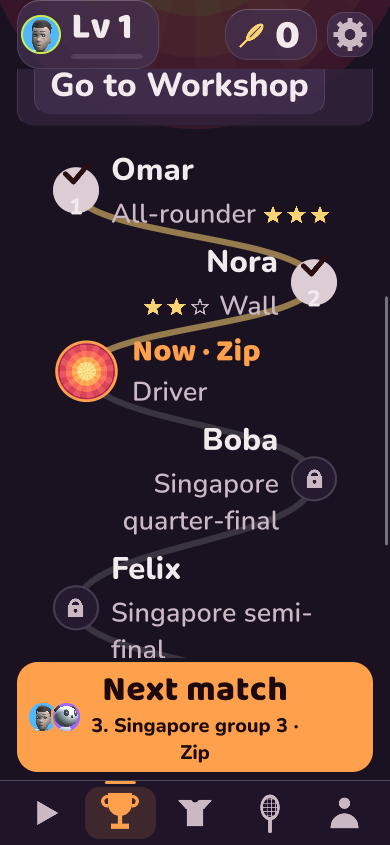 Lv 1
0
Go to Workshop
Omar
1
All-rounder
Nora
2
Wall
Now · Zip
Driver
Boba
Singapore
quarter-final
Felix
Singapore semi-
final
Next match
3. Singapore group 3 ·
Zip